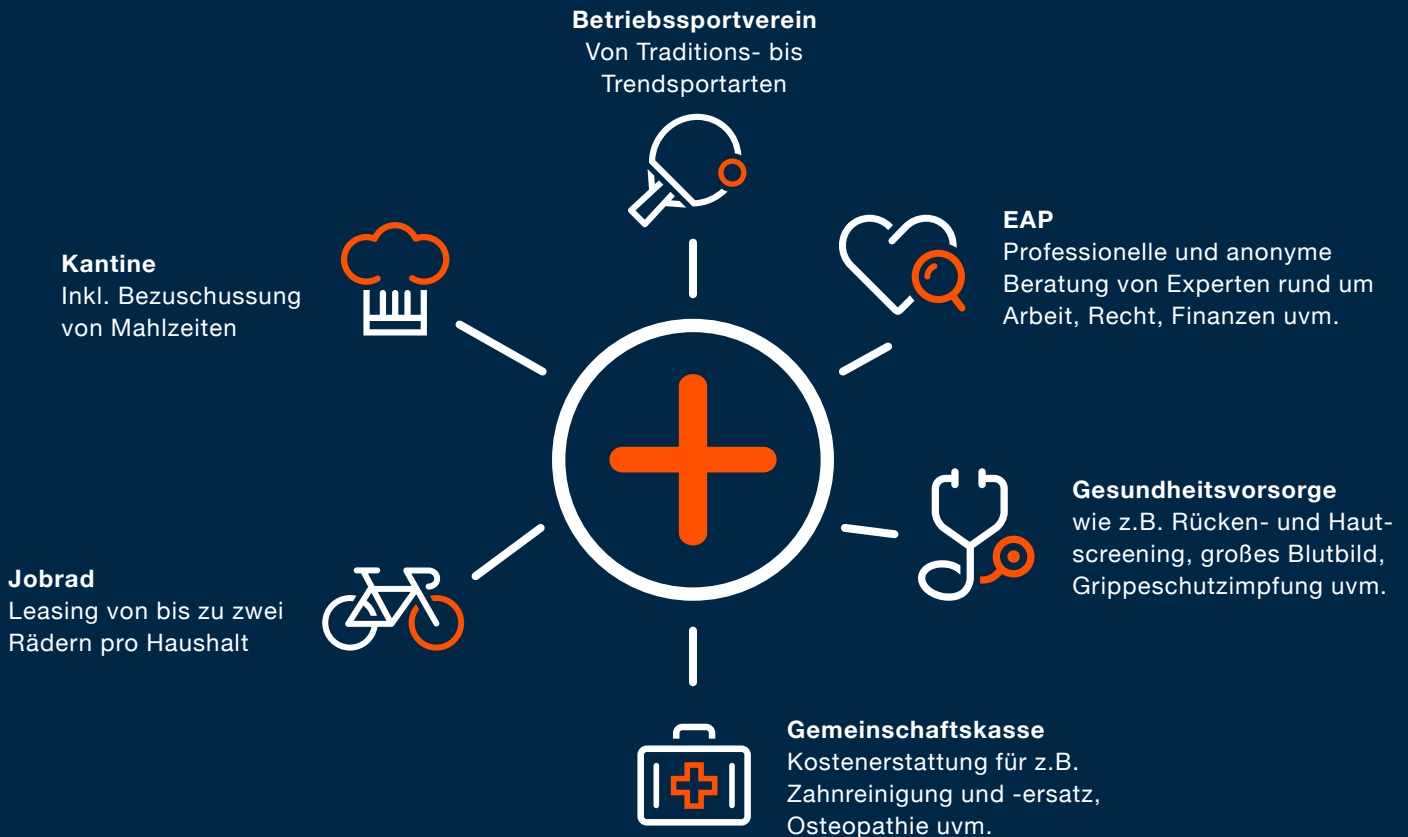 Betriebssportverein
Von Traditions- bis
Trendsportarten
EAP
Professionelle und anonyme
Beratung von Experten rund um
Arbeit, Recht, Finanzen uvm.
Kantine
Inkl. Bezuschussung
von Mahlzeiten
Gesundheitsvorsorge
wie z.B. Rücken- und Haut-
screening, großes Blutbild,
Grippeschutzimpfung uvm.
Jobrad
Leasing von bis zu zwei
Rädern pro Haushalt
Gemeinschaftskasse
Kostenerstattung für z.B.
Zahnreinigung und -ersatz,
Osteopathie uvm.